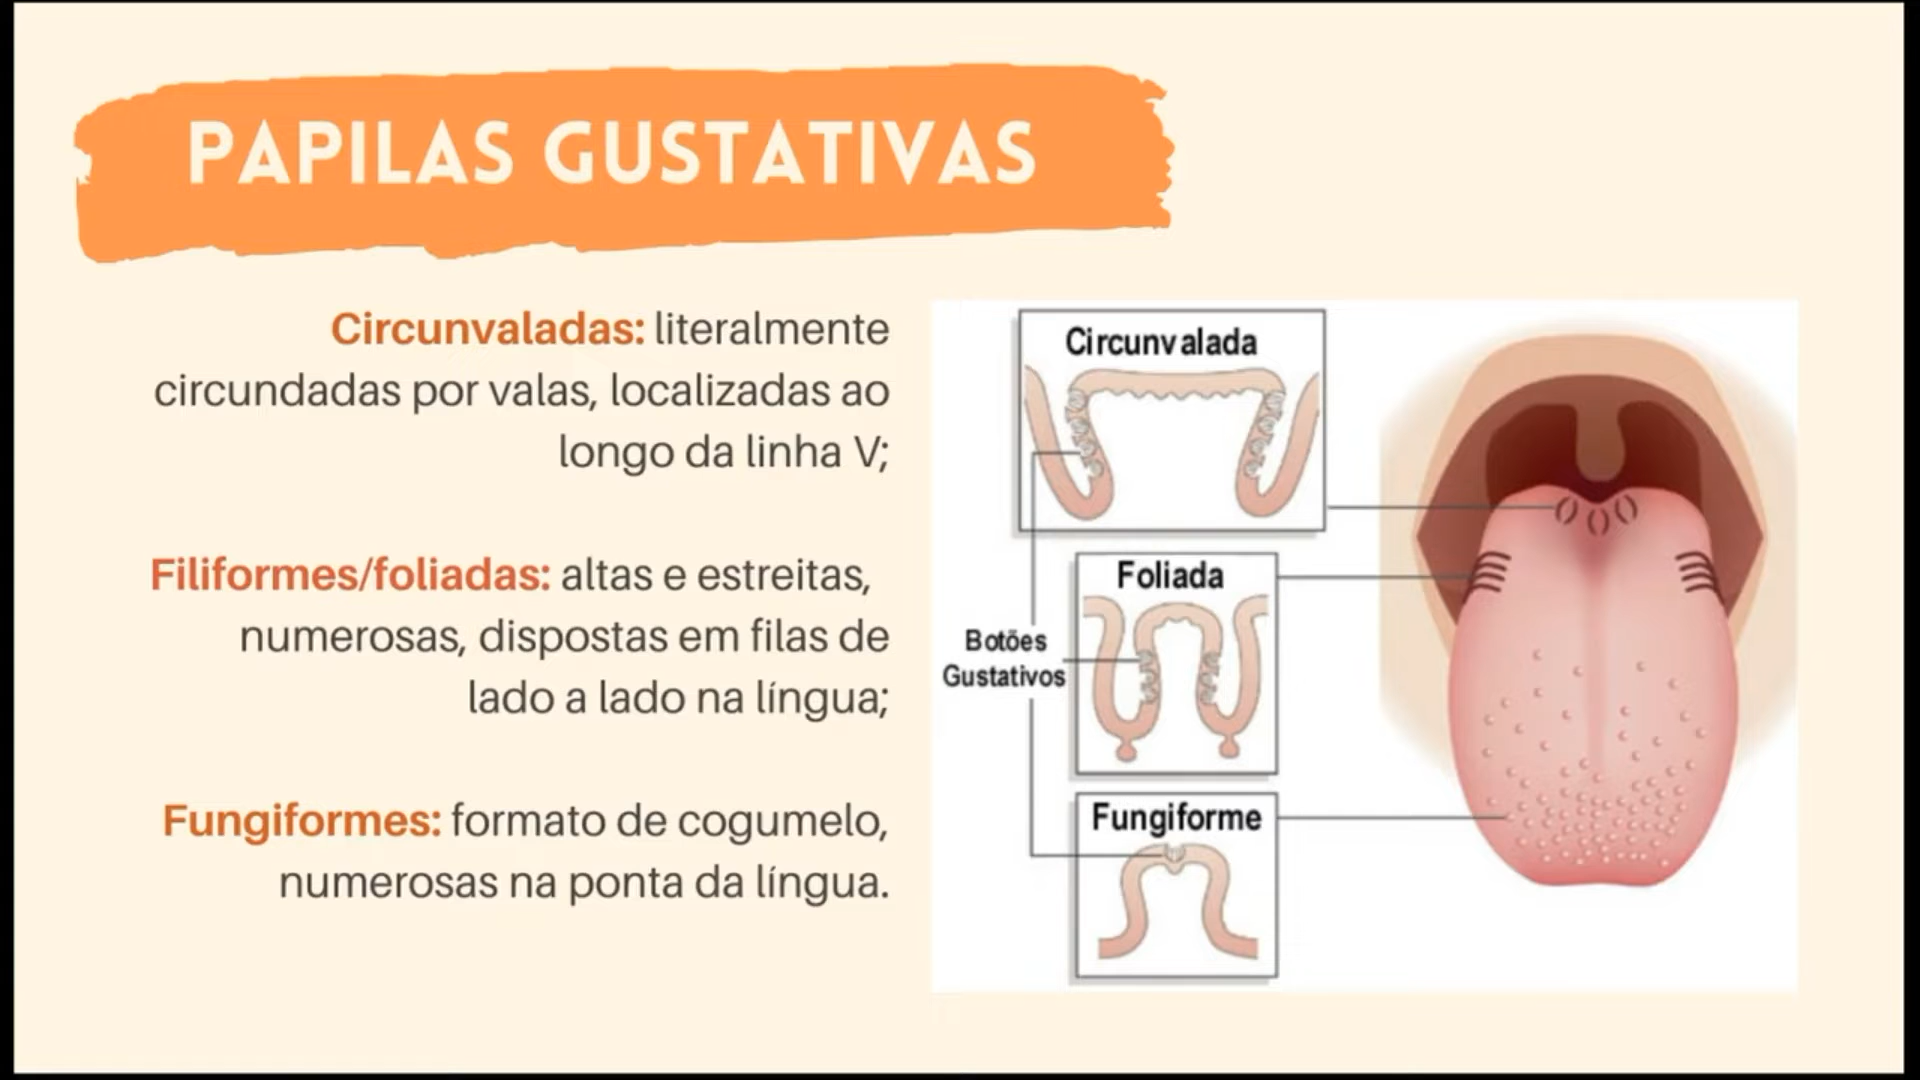 PAPILAS GUSTATIVAS
Circunvaladas: literalmente
circundadas por valas, localizadas ao
longo da linha V;
Filiformes/foliadas: altas e estreitas,
numerosas, dispostas em filas de
lado a lado na língua;
Fungiformes: formato de cogumelo,
numerosas na ponta da língua.
Circunvalada
Foliada
Botões
Gustativos
Fungiforme